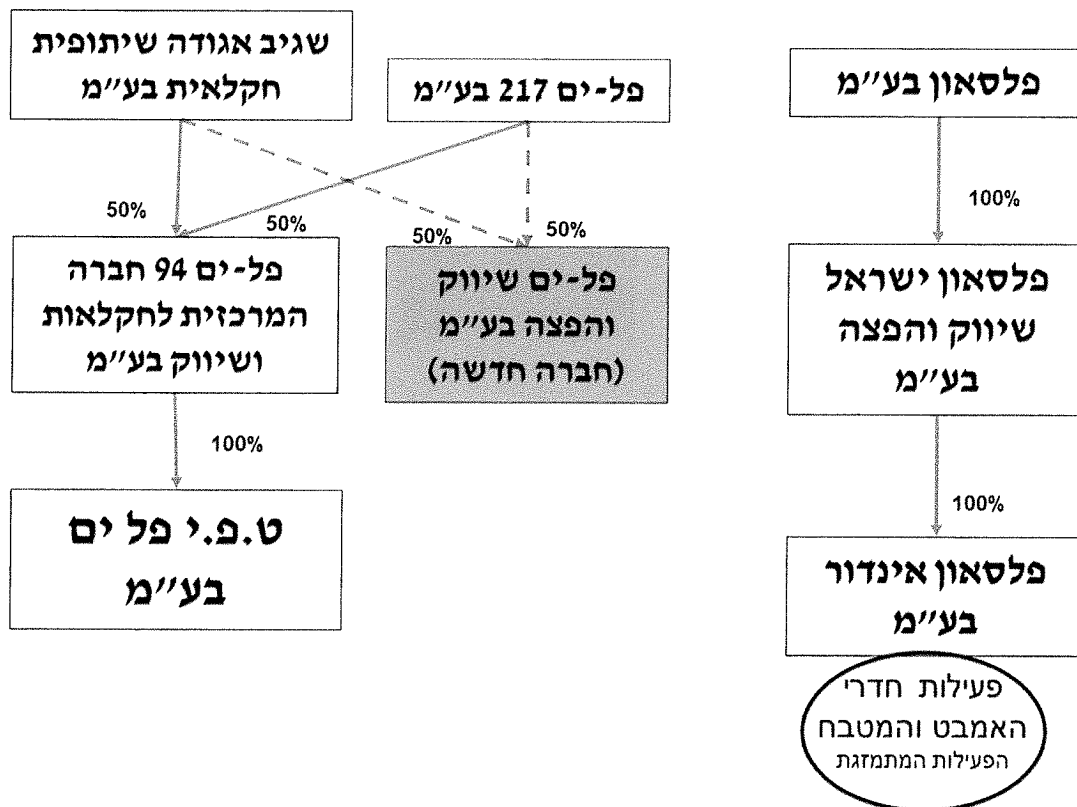 שגיב אגודה שיתופית
חקלאית בע״מ
פל-ים 217 בע״מ
פלסאון בע״מ
50%
50%
50%
50%
100%
פל-ים 94 חברה
המרכזית לחקלאות
ושיווק בע״מ
פל-ים שיווק
והפצה בע״מ
(חברה חדשה)
פלסאון ישראל
שיווק והפצה
בע״מ
100%
100%
ט.פ.י פל ים
בע״מ
פלסאון אינדור
בע״מ
פעילות חדרי
האמבט והמטבח
הפעילות המתמזגת